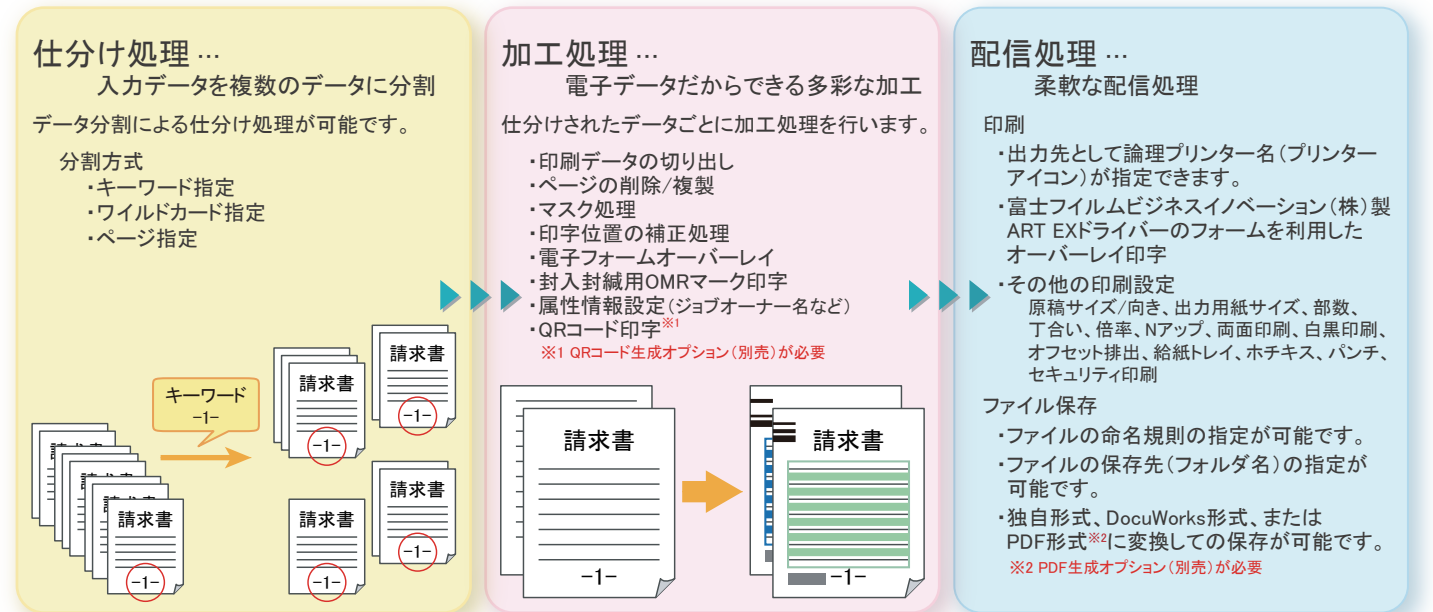 仕分け処理…
入力データを複数のデータに分割
データ分割による仕分け処理が可能です。
分割方式
・キーワード指定
・ワイルドカード指定
・ページ指定
キーワード
-1-
請求書
-1-
請求書
-1-
請求書
-1-
請求書
-1-
請求書
-1-
加工処理…
電子データだからできる多彩な加工
仕分けされたデータごとに加工処理を行います。
・印刷データの切り出し
・ページの削除/複製
・マスク処理
・印字位置の補正処理
・電子フォームオーバーレイ
・封入封緘用OMRマーク印字
・属性情報設定(ジョブオーナー名など)
・QRコード印字※1
※1 QRコード生成オプション(別売)が必要
請求書
-1-
請求書
-1-
配信処理…
柔軟な配信処理
印刷
・出力先として論理プリンター名(プリンター
アイコン)が指定できます。
・富士フイルムビジネスイノベーション(株)製
ART EXドライバーのフォームを利用した
オーバーレイ印字
・その他の印刷設定
原稿サイズ/向き、出力用紙サイズ、部数、
丁合い、倍率、Nアップ、両面印刷、白黒印刷、
オフセット排出、給紙トレイ、ホチキス、パンチ、
セキュリティ印刷
ファイル保存
・ファイルの命名規則の指定が可能です。
・ファイルの保存先(フォルダ名)の指定が
可能です。
・独自形式、DocuWorks形式、または
PDF形式※2に変換しての保存が可能です。
※2 PDF生成オプション(別売)が必要